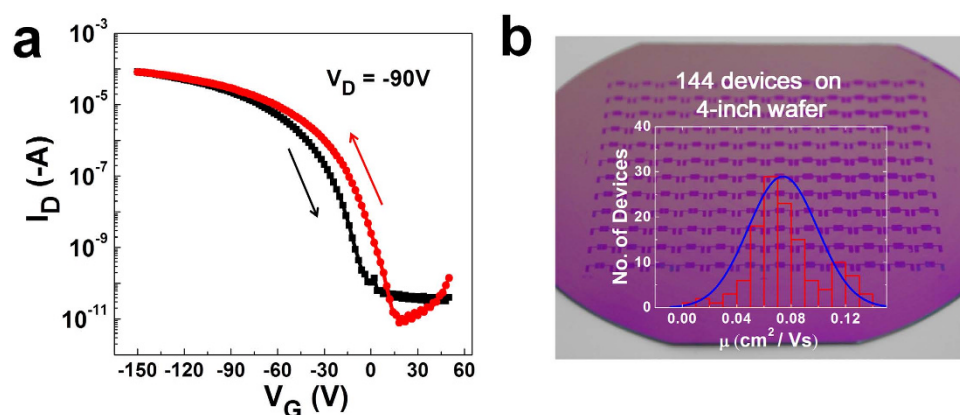 a
10^-3
10^-5
10^-7
10^-9
10^-11
I_D (-A)
V_D = -90V
-150 -120 -90 -60 -30 0 30 60
V_G (V)
b
144 devices on
4-inch wafer
No. of Devices
40
30
20
10
0
0.00 0.04 0.08 0.12
μ (cm^2 / Vs)